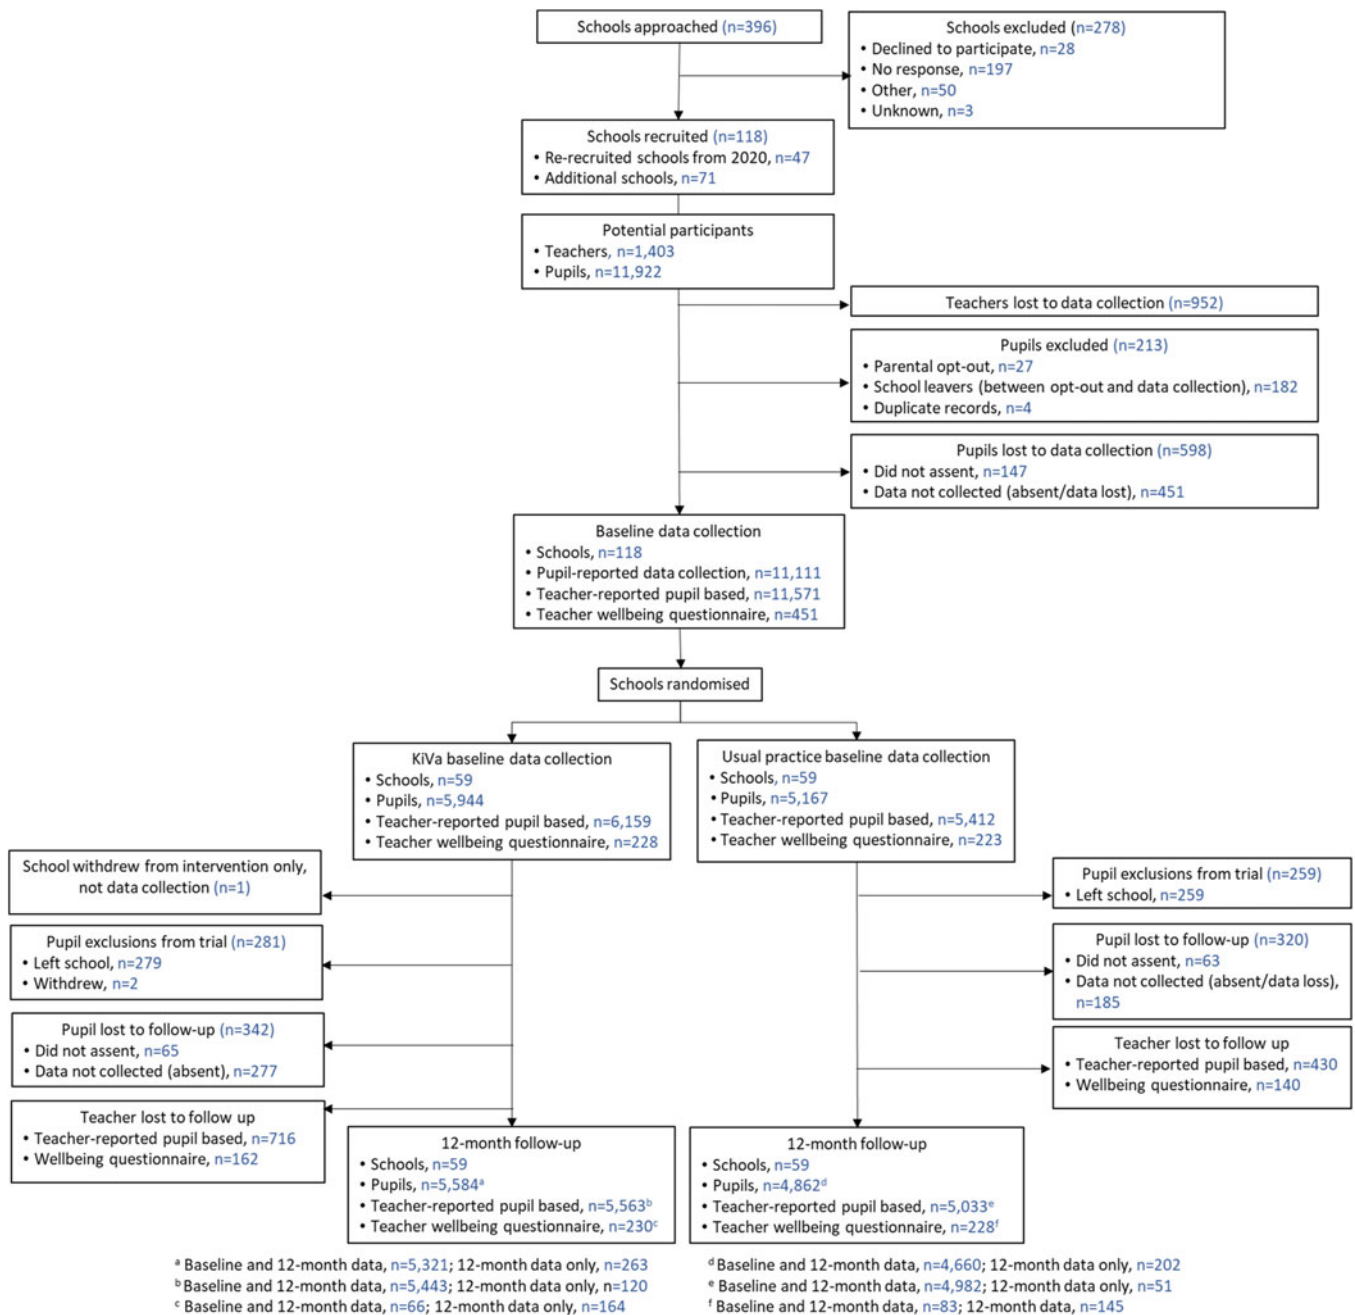 Schools approached (n=396)
Schools excluded (n=278)
• Declined to participate, n=28
• No response, n=197
• Other, n=50
• Unknown, n=3
Schools recruited (n=118)
• Re-recruited schools from 2020, n=47
• Additional schools, n=71
Potential participants
• Teachers, n=1,403
• Pupils, n=11,922
Teachers lost to data collection (n=952)
Pupils excluded (n=213)
• Parental opt-out, n=27
• School leavers (between opt-out and data collection), n=182
• Duplicate records, n=4
Pupils lost to data collection (n=598)
• Did not assent, n=147
• Data not collected (absent/data lost), n=451
Baseline data collection
• Schools, n=118
• Pupil-reported data collection, n=11,111
• Teacher-reported pupil based, n=11,571
• Teacher wellbeing questionnaire, n=451
Schools randomised
KiVa baseline data collection
• Schools, n=59
• Pupils, n=5,944
• Teacher-reported pupil based, n=6,159
• Teacher wellbeing questionnaire, n=228
Usual practice baseline data collection
• Schools, n=59
• Pupils, n=5,167
• Teacher-reported pupil based, n=5,412
• Teacher wellbeing questionnaire, n=223
School withdrew from intervention only,
not data collection (n=1)
Pupil exclusions from trial (n=281)
• Left school, n=279
• Withdrew, n=2
Pupil lost to follow-up (n=342)
• Did not assent, n=65
• Data not collected (absent), n=277
Teacher lost to follow up
• Teacher-reported pupil based, n=716
• Wellbeing questionnaire, n=162
Pupil exclusions from trial (n=259)
• Left school, n=259
Pupil lost to follow-up (n=320)
• Did not assent, n=63
• Data not collected (absent/data loss),
n=185
Teacher lost to follow up
• Teacher-reported pupil based, n=430
• Wellbeing questionnaire, n=140
12-month follow-up
• Schools, n=59
• Pupils, n=5,584ᵃ
• Teacher-reported pupil based, n=5,563ᵇ
• Teacher wellbeing questionnaire, n=230ᶜ
12-month follow-up
• Schools, n=59
• Pupils, n=4,862ᵈ
• Teacher-reported pupil based, n=5,033ᵉ
• Teacher wellbeing questionnaire, n=228ᶠ
ᵃ Baseline and 12-month data, n=5,321; 12-month data only, n=263
ᵇ Baseline and 12-month data, n=5,443; 12-month data only, n=120
ᶜ Baseline and 12-month data, n=66; 12-month data only, n=164
ᵈ Baseline and 12-month data, n=4,660; 12-month data only, n=202
ᵉ Baseline and 12-month data, n=4,982; 12-month data only, n=51
ᶠ Baseline and 12-month data, n=83; 12-month data, n=145